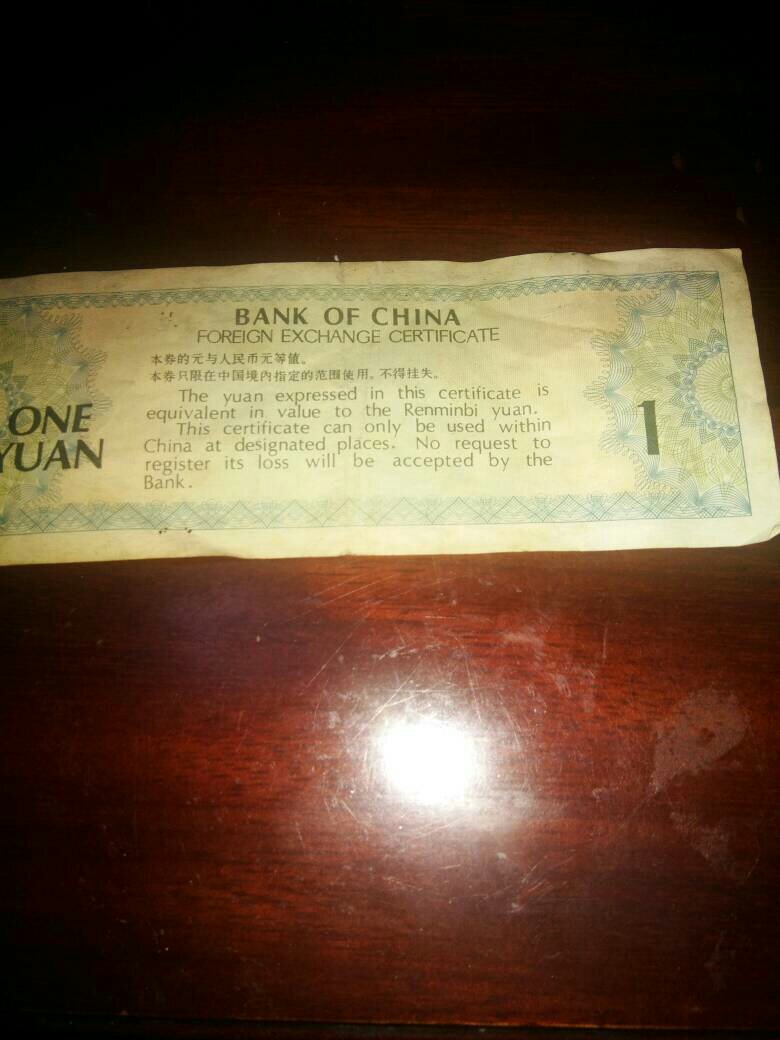 BANK OF CHINA
FOREIGN EXCHANGE CERTIFICATE
本券的元与人民币元等值。
本券只限在中国境内指定的范围使用。不得挂失。
The yuan expressed in this certificate is
equivalent in value to the Renminbi yuan.
This certificate can only be used within
China at designated places. No request to
register its loss will be accepted by the
Bank.
ONE
YUAN
1